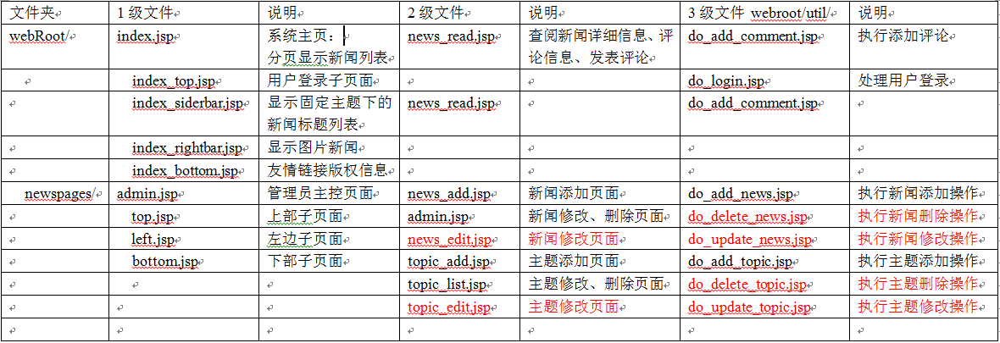 文件夹 1 级文件 说明 2 级文件 说明 3 级文件 webroot/util/ 说明
webRoot/ index.jsp 系统主页： news_read.jsp 查阅新闻详细信息、评 do_add_comment.jsp 执行添加评论
分页显示新闻列表 论信息、发表评论
index_top.jsp 用户登录子页面 do_login.jsp 处理用户登录
index_siderbar.jsp 显示固定主题下的 news_read.jsp do_add_comment.jsp
新闻标题列表
index_rightbar.jsp 显示图片新闻
index_bottom.jsp 友情链接版权信息
newspages/ admin.jsp 管理员主控页面 news_add.jsp 新闻添加页面 do_add_news.jsp 执行新闻添加操作
top.jsp 上部子页面 admin.jsp 新闻修改、删除页面 do_delete_news.jsp 执行新闻删除操作
left.jsp 左边子页面 news_edit.jsp 新闻修改页面 do_update_news.jsp 执行新闻修改操作
bottom.jsp 下部子页面 topic_add.jsp 主题添加页面 do_add_topic.jsp 执行主题添加操作
topic_list.jsp 主题修改、删除页面 do_delete_topic.jsp 执行主题删除操作
topic_edit.jsp 主题修改页面 do_update_topic.jsp 执行主题修改操作